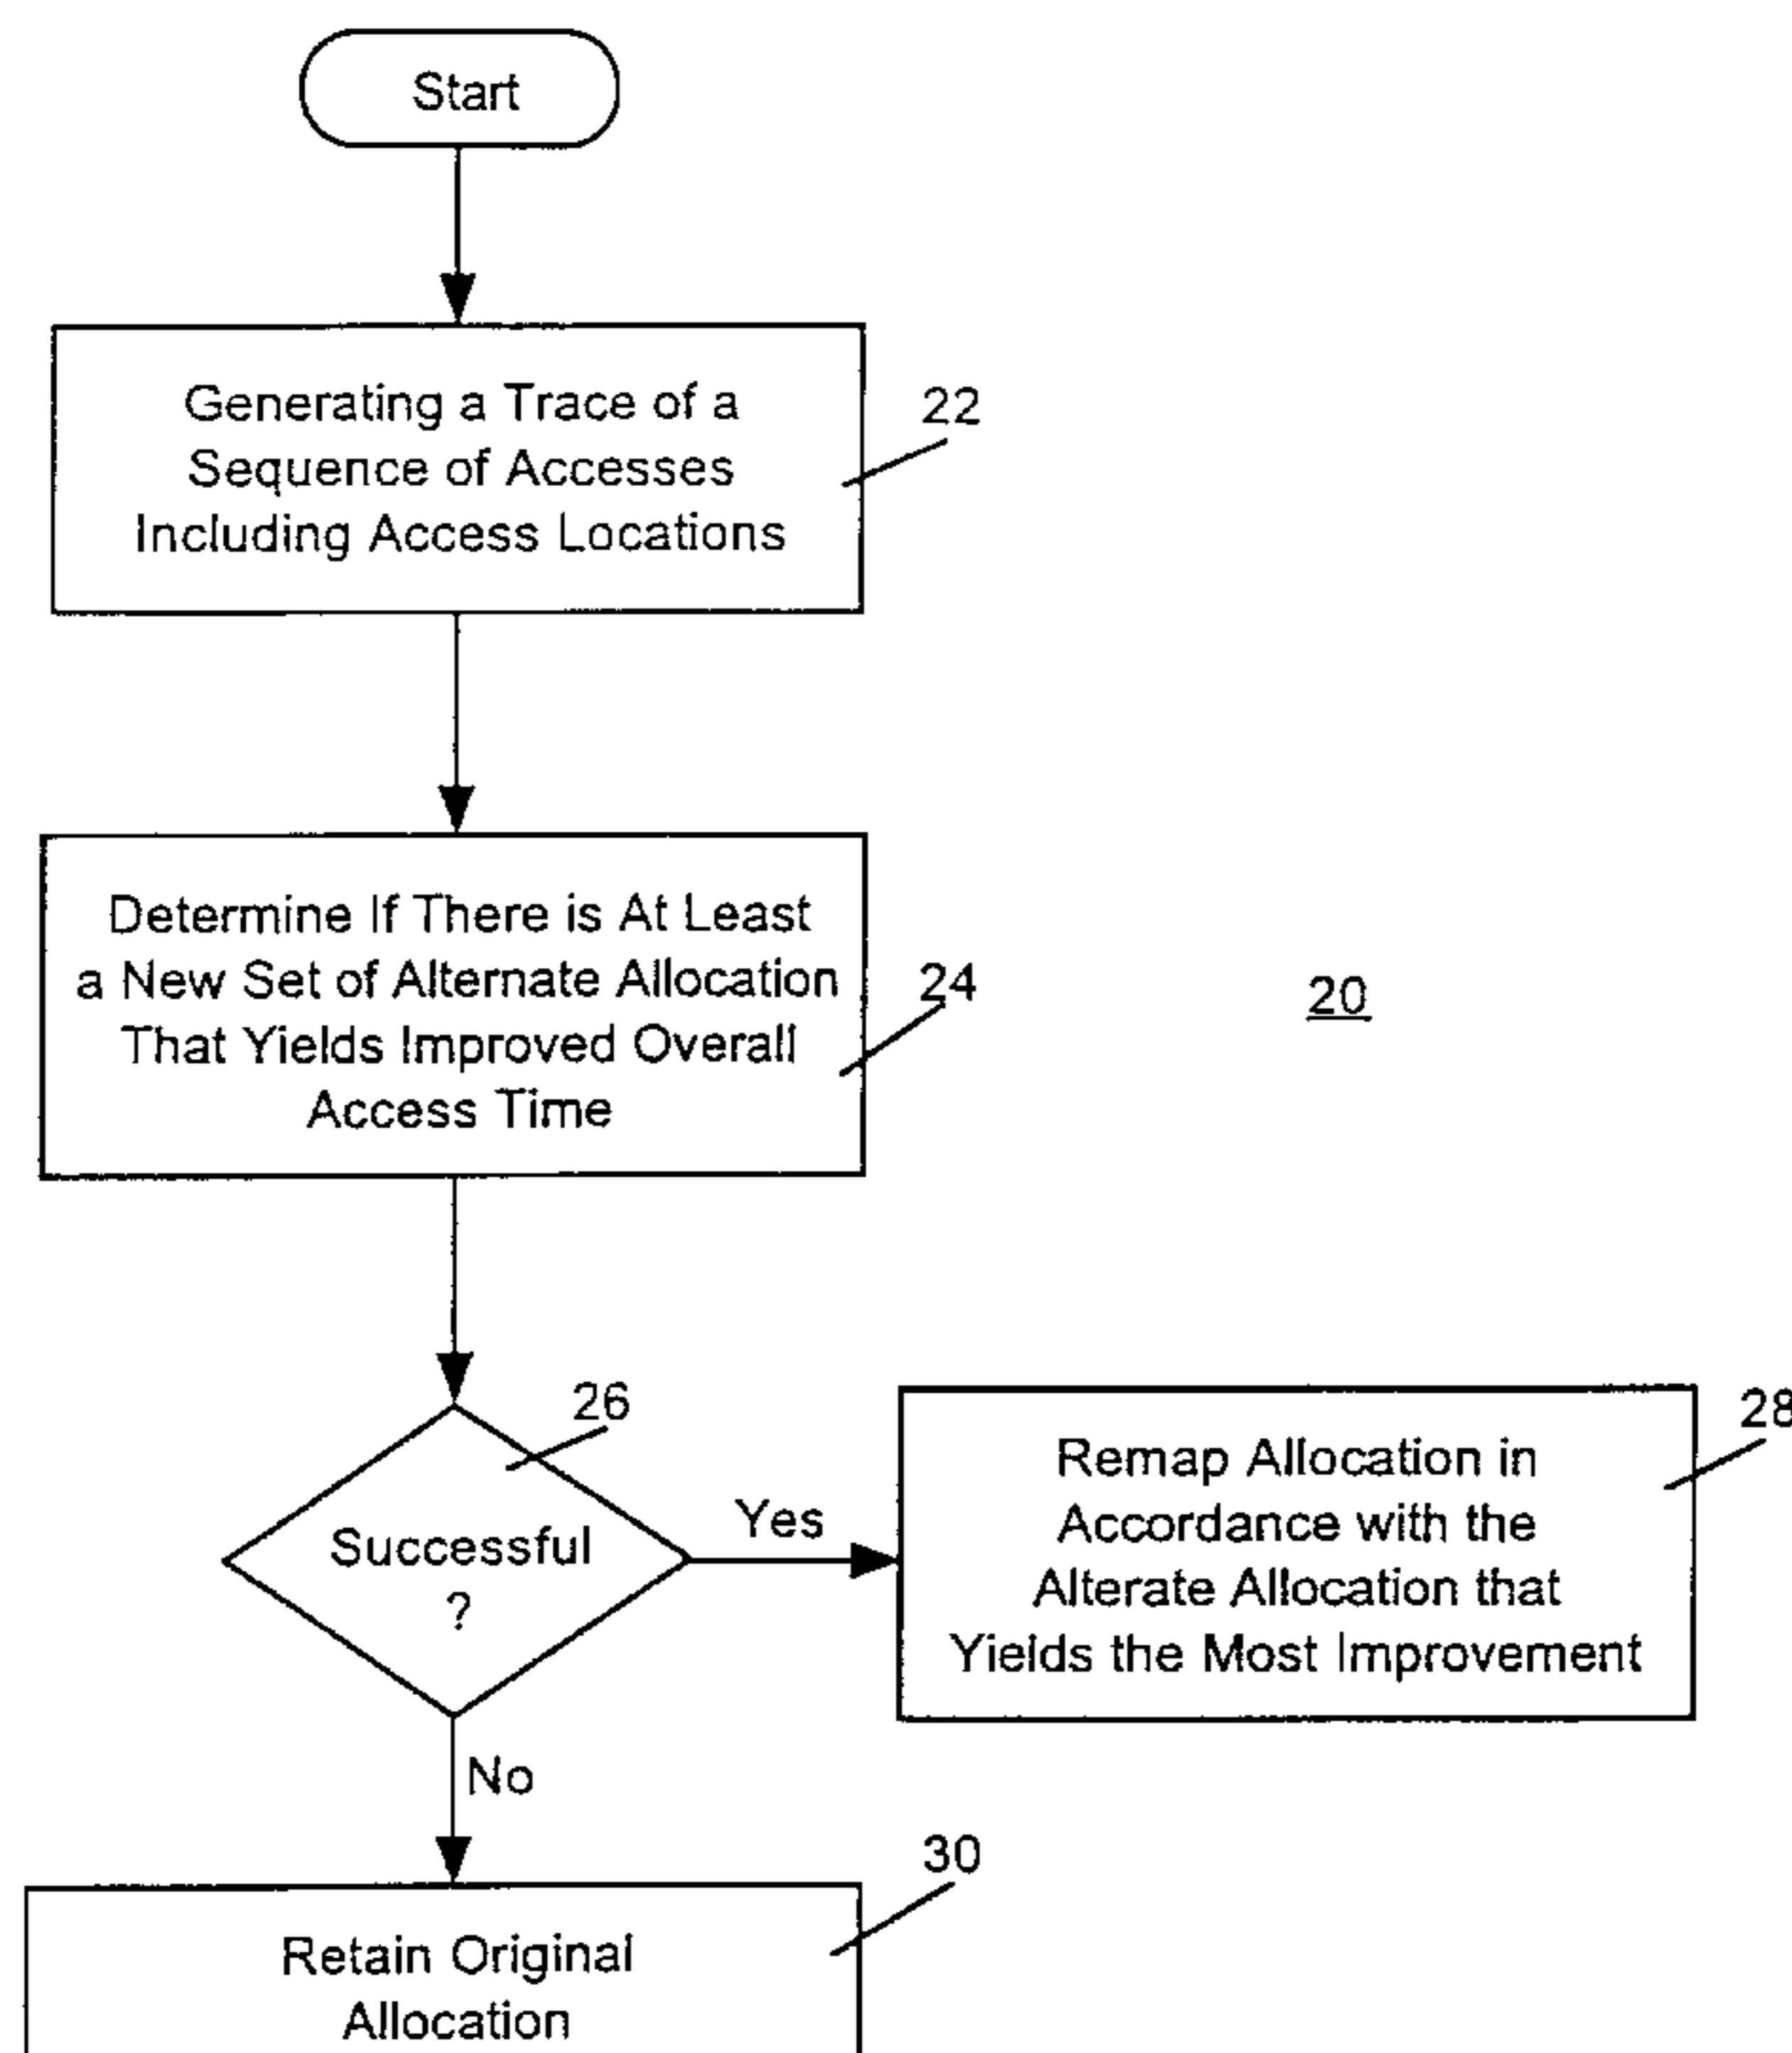 Start
Generating a Trace of a
Sequence of Accesses
Including Access Locations
22
Determine If There is At Least
a New Set of Alternate Allocation
That Yields Improved Overall
Access Time
24
20
26
Successful
?
Yes
28
Remap Allocation in
Accordance with the
Alterate Allocation that
Yields the Most Improvement
No
30
Retain Original
Allocation